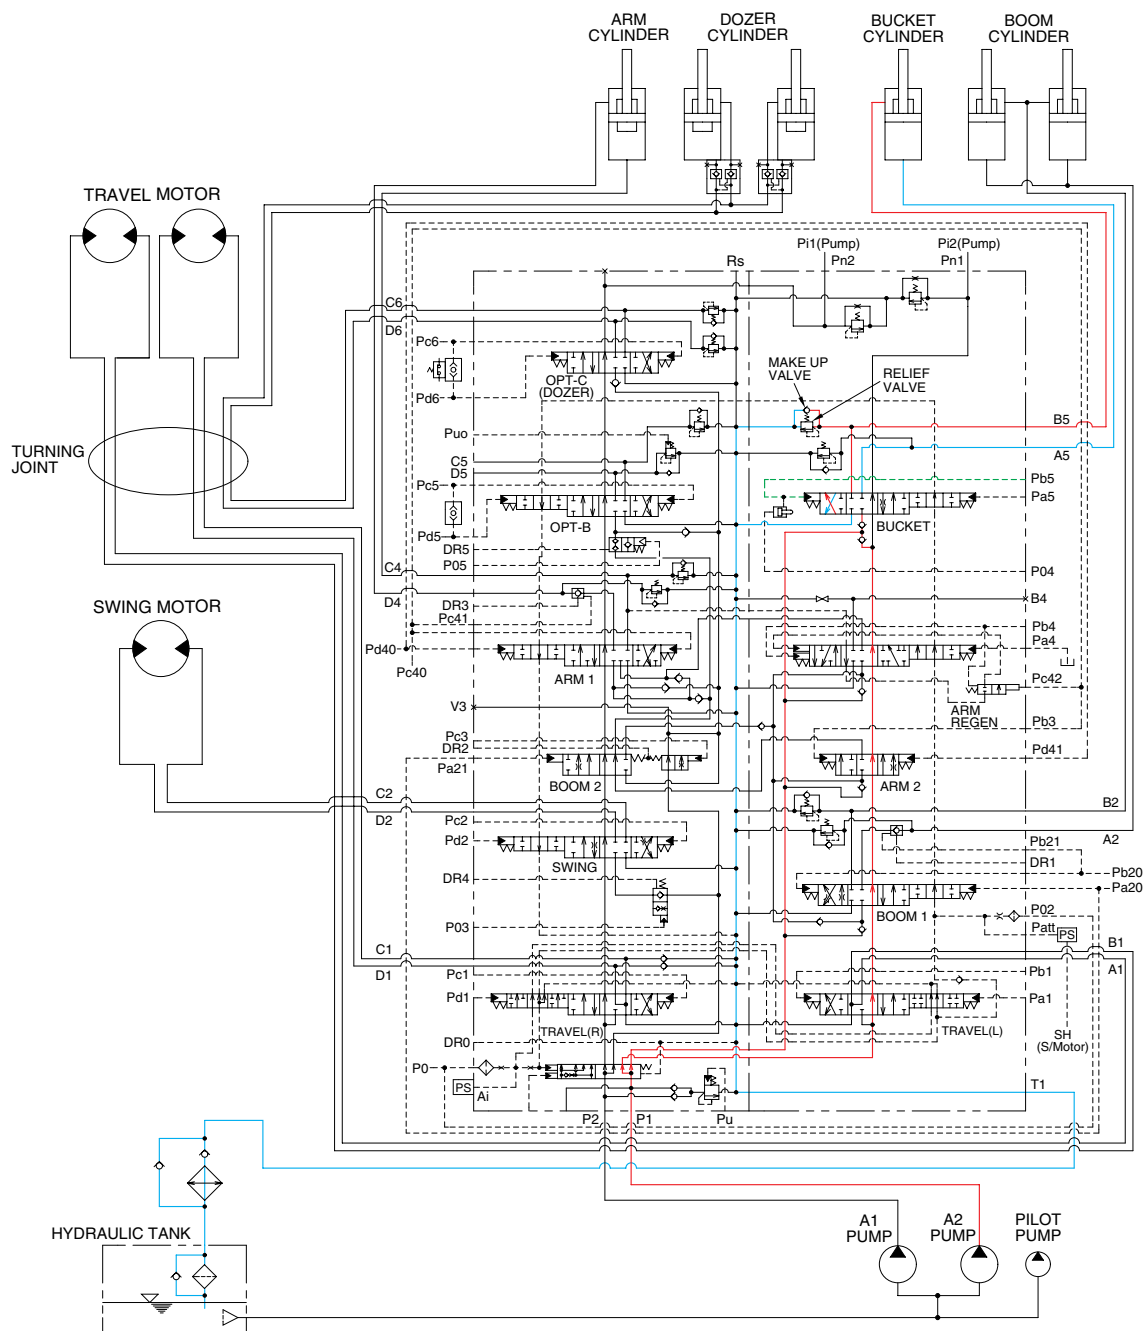 ARM
CYLINDER
DOZER
CYLINDER
BUCKET
CYLINDER
BOOM
CYLINDER
TRAVEL MOTOR
Pi1(Pump)
Pn2
Pi2(Pump)
Pn1
Rs
C6
D6
Pc6
OPT-C
(DOZER)
Pd6
MAKE UP
VALVE
RELIEF
VALVE
TURNING
JOINT
Puo
B5
C5
D5
A5
Pc5
Pb5
Pa5
OPT-B
BUCKET
Pd5
DR5
P05
P04
C4
D4
B4
DR3
Pc41
SWING MOTOR
Pb4
Pa4
Pd40
Pc40
ARM 1
Pc42
ARM
REGEN
V3
Pb3
Pc3
DR2
Pd41
Pa21
BOOM 2
ARM 2
C2
D2
B2
Pc2
Pd2
A2
Pb21
SWING
DR1
DR4
Pb20
Pa20
BOOM 1
P03
P02
Patt
PS
C1
D1
B1
A1
Pc1
Pb1
Pd1
Pa1
TRAVEL(R)
TRAVEL(L)
SH
(S/Motor)
DR0
P0
PS
Ai
T1
P2
P1
Pu
HYDRAULIC TANK
A1
PUMP
A2
PUMP
PILOT
PUMP